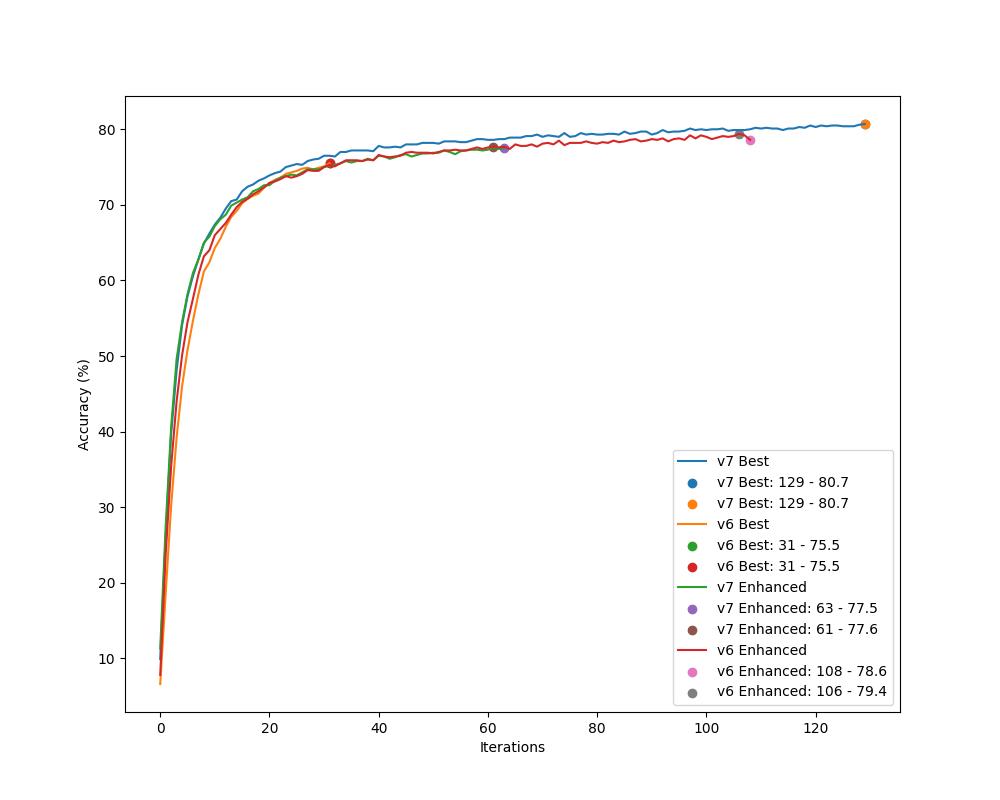 80
70
60
50
40
30
20
10
Accuracy (%)
0
20
40
60
80
100
120
Iterations
v7 Best
v7 Best: 129 - 80.7
v7 Best: 129 - 80.7
v6 Best
v6 Best: 31 - 75.5
v6 Best: 31 - 75.5
v7 Enhanced
v7 Enhanced: 63 - 77.5
v7 Enhanced: 61 - 77.6
v6 Enhanced
v6 Enhanced: 108 - 78.6
v6 Enhanced: 106 - 79.4